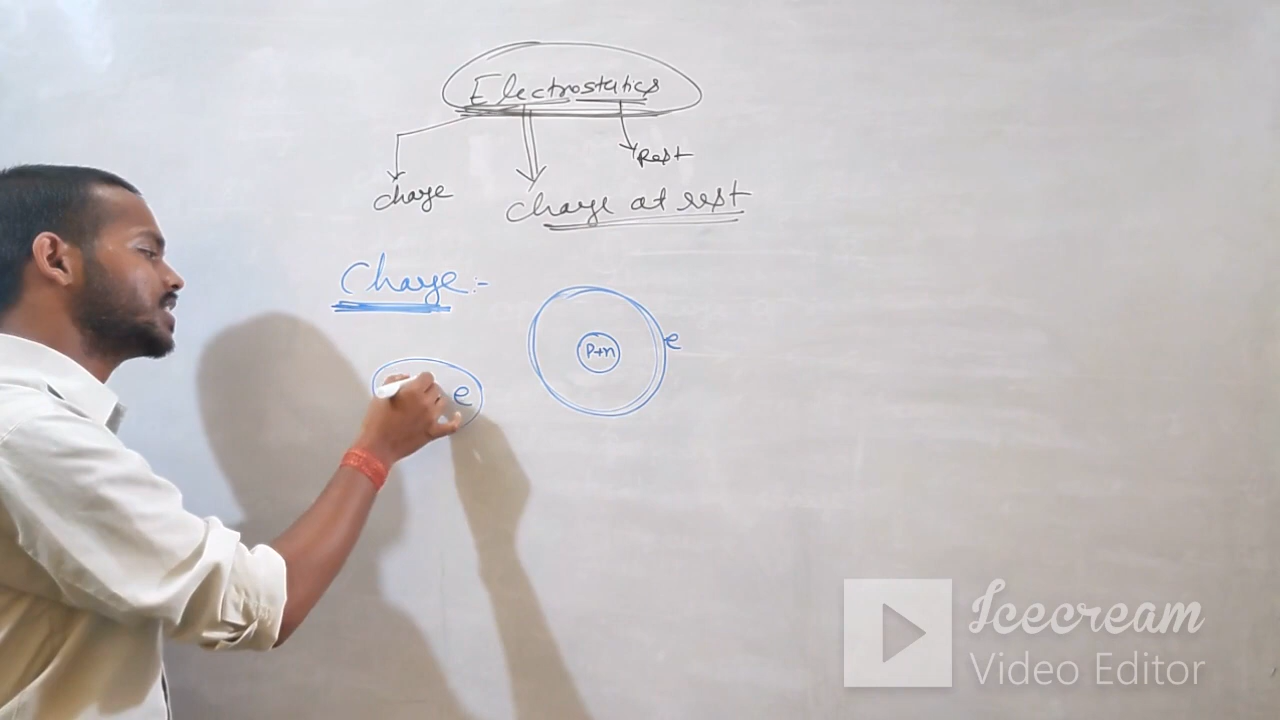 Electrostatics
Rest
charge
Charge at rest
Charge:-
e
P+n
e
Icecream
Video Editor